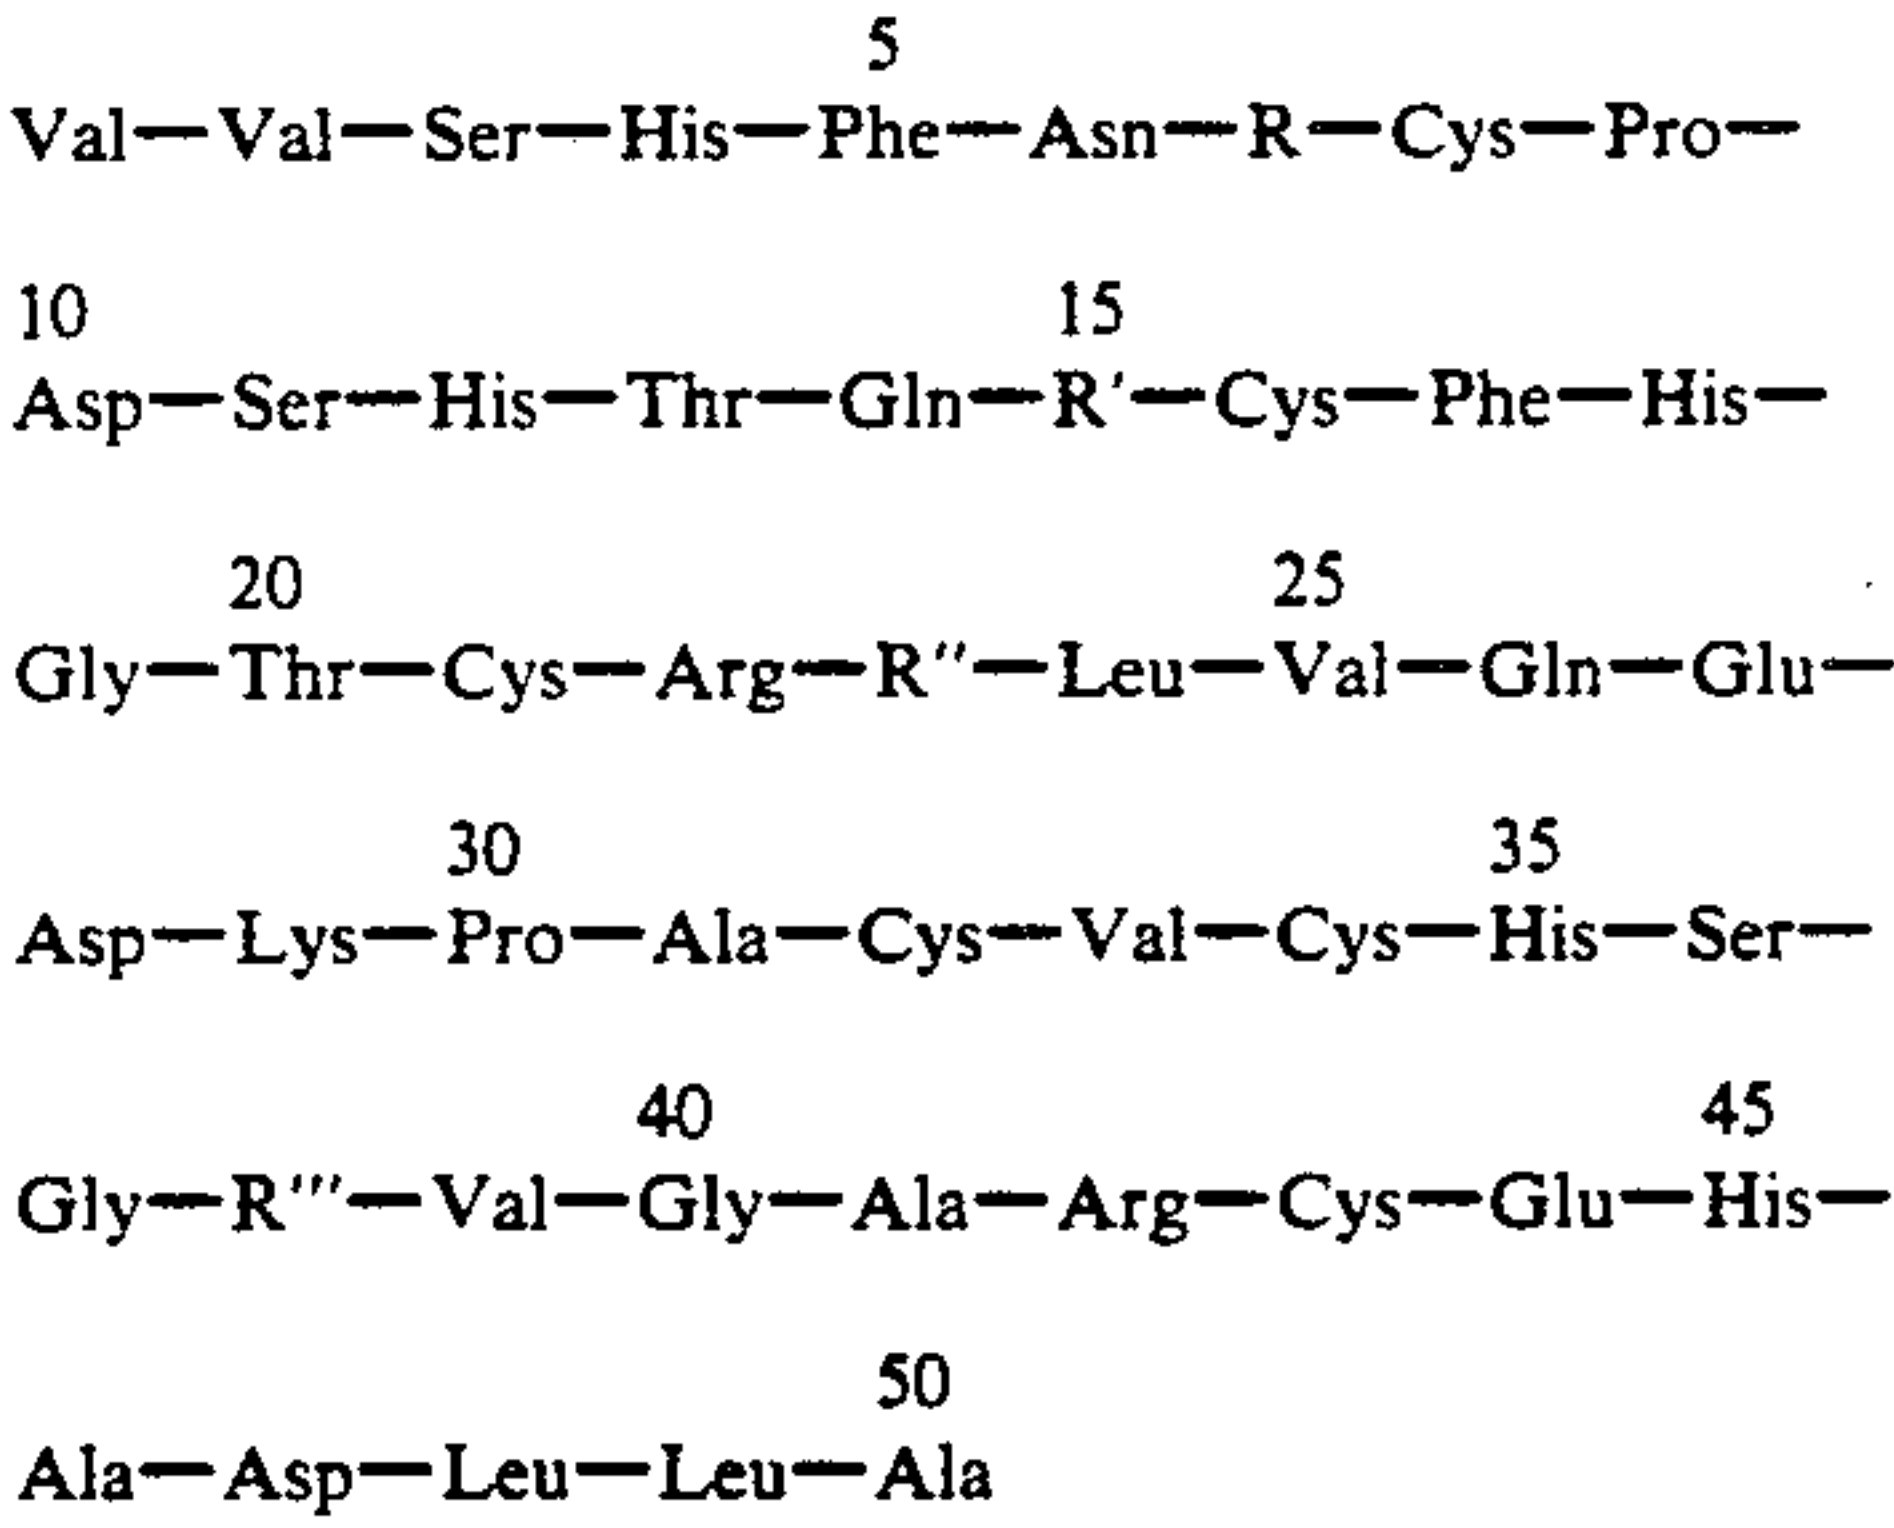 5
Val—Val—Ser—His—Phe—Asn—R—Cys—Pro—
10 15
Asp—Ser—His—Thr—Gln—R'—Cys—Phe—His—
20 25
Gly—Thr—Cys—Arg—R''—Leu—Val—Gln—Glu—
30 35
Asp—Lys—Pro—Ala—Cys—Val—Cys—His—Ser—
40 45
Gly—R'''—Val—Gly—Ala—Arg—Cys—Glu—His—
50
Ala—Asp—Leu—Leu—Ala